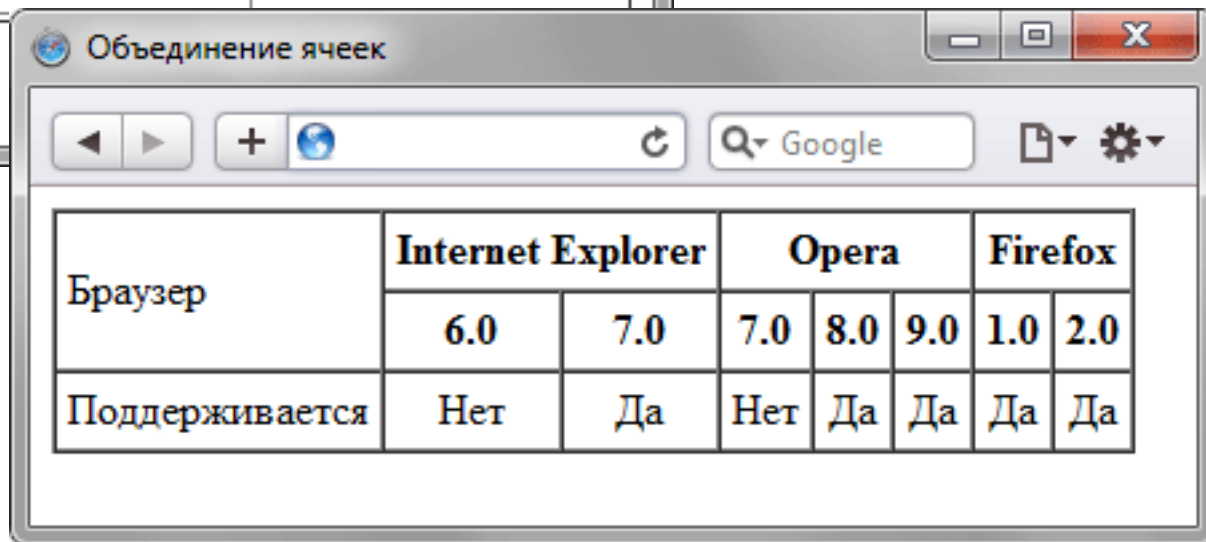 Объединение ячеек
+ Google
Internet Explorer Opera Firefox
Браузер
6.0 7.0 7.0 8.0 9.0 1.0 2.0
Поддерживается Нет Да Нет Да Да Да Да